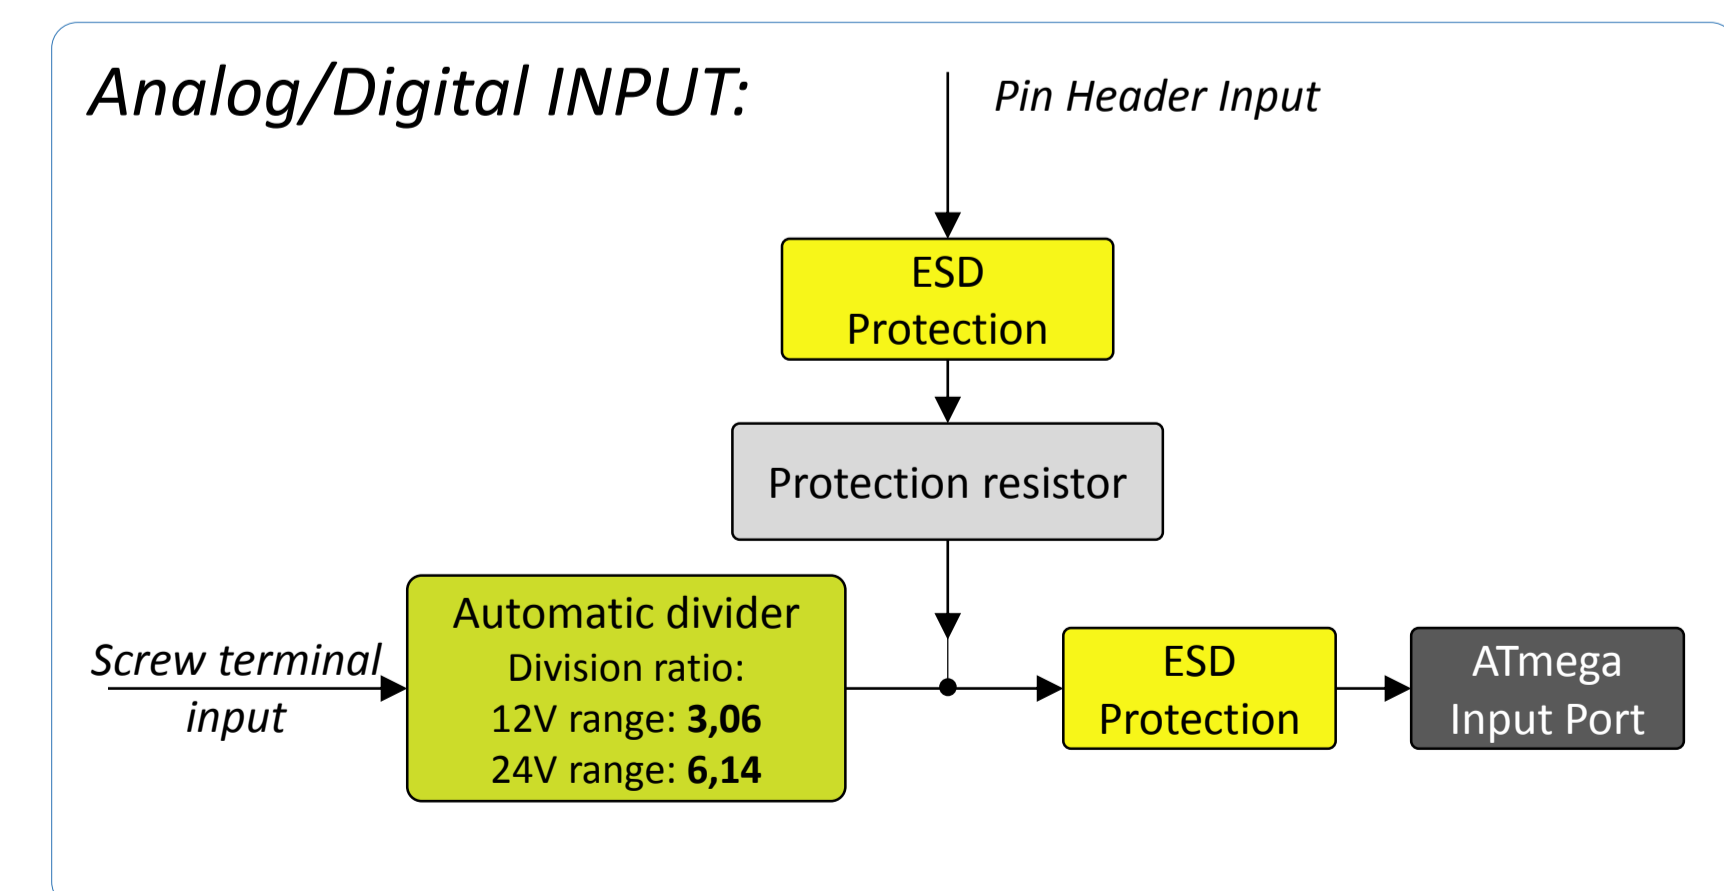 Analog/Digital INPUT:
Pin Header Input
ESD
Protection
Protection resistor
Screw terminal
input
Automatic divider
Division ratio:
12V range: 3,06
24V range: 6,14
ESD
Protection
ATmega
Input Port